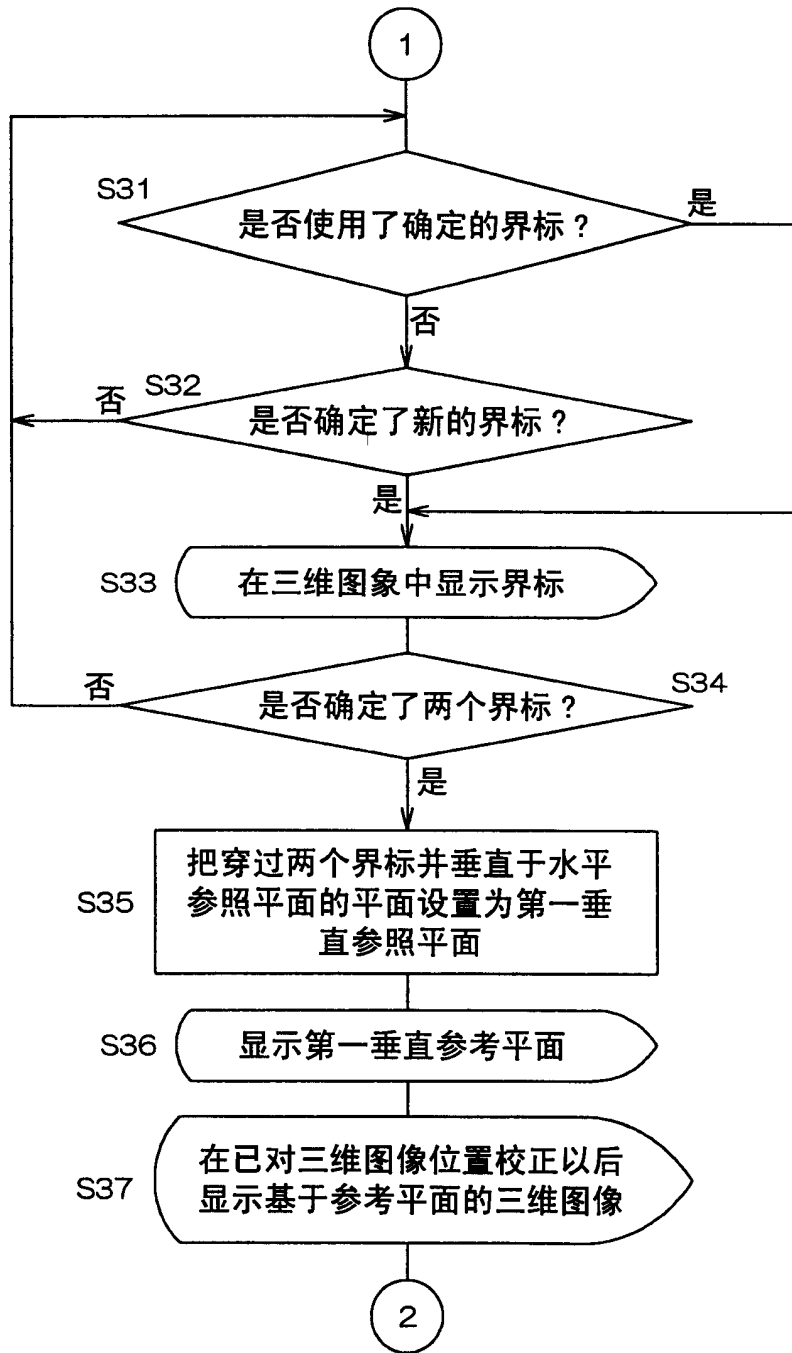 1
S31
是否使用了确定的界标？
是
否
S32
否
是否确定了新的界标？
是
S33
在三维图象中显示界标
否
S34
是否确定了两个界标？
是
S35
把穿过两个界标并垂直于水平
参照平面的平面设置为第一垂
直参照平面
S36
显示第一垂直参考平面
S37
在已对三维图像位置校正以后
显示基于参考平面的三维图像
2